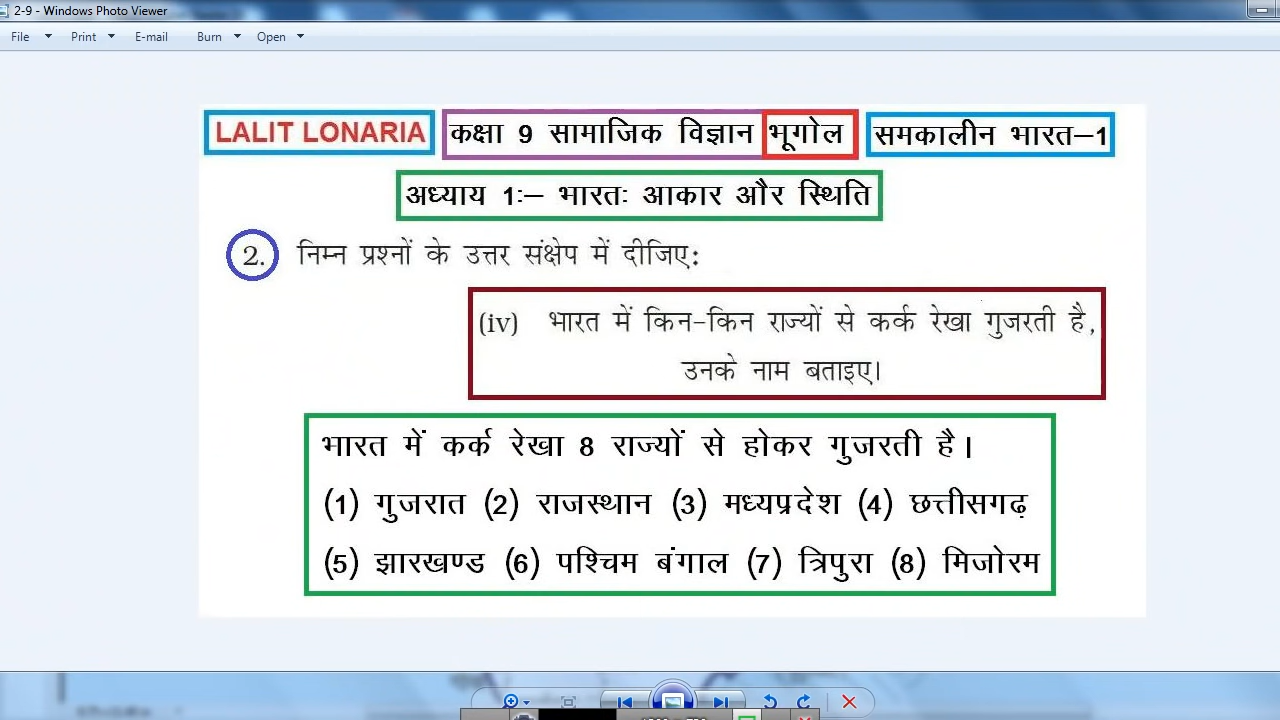 2-9 - Windows Photo Viewer
File Print E-mail Burn Open
LALIT LONARIA कक्षा 9 सामाजिक विज्ञान भूगोल समकालीन भारत–1
अध्याय 1:– भारतः आकार और स्थिति
2. निम्न प्रश्नों के उत्तर संक्षेप में दीजिए:
(iv) भारत में किन-किन राज्यों से कर्क रेखा गुजरती है,
उनके नाम बताइए।
भारत में कर्क रेखा 8 राज्यों से होकर गुजरती है।
(1) गुजरात (2) राजस्थान (3) मध्यप्रदेश (4) छत्तीसगढ़
(5) झारखण्ड (6) पश्चिम बंगाल (7) त्रिपुरा (8) मिजोरम